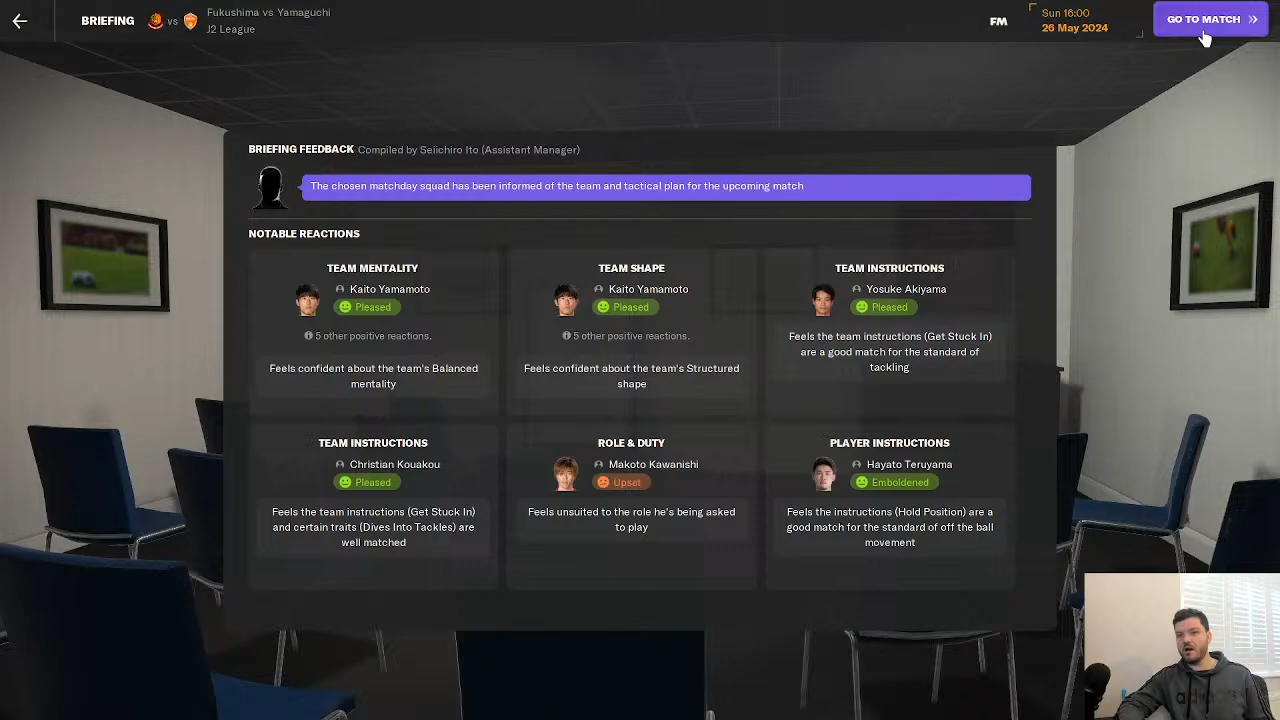 BRIEFING
vs
Fukushima vs Yamaguchi
J2 League
FM
Sun 16:00
26 May 2024
GO TO MATCH
BRIEFING FEEDBACK Compiled by Seiichiro Ito (Assistant Manager)
The chosen matchday squad has been informed of the team and tactical plan for the upcoming match
NOTABLE REACTIONS
TEAM MENTALITY
Kaito Yamamoto
Pleased
5 other positive reactions.
Feels confident about the team's Balanced
mentality
TEAM SHAPE
Kaito Yamamoto
Pleased
5 other positive reactions.
Feels confident about the team's Structured
shape
TEAM INSTRUCTIONS
Yosuke Akiyama
Pleased
Feels the team instructions (Get Stuck In)
are a good match for the standard of
tackling
TEAM INSTRUCTIONS
Christian Kouakou
Pleased
Feels the team instructions (Get Stuck In)
and certain traits (Dives Into Tackles) are
well matched
ROLE & DUTY
Makoto Kawanishi
Upset
Feels unsuited to the role he's being asked
to play
PLAYER INSTRUCTIONS
Hayato Teruyama
Emboldened
Feels the instructions (Hold Position) are a
good match for the standard of off the ball
movement